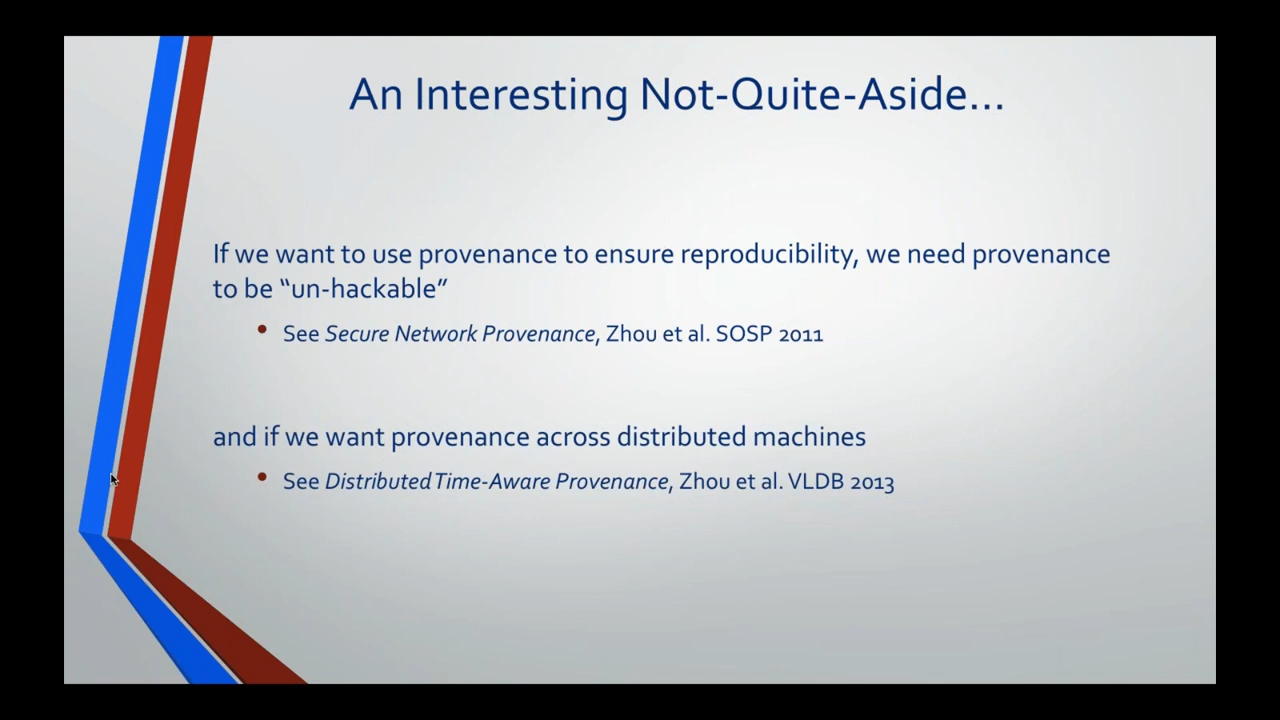 An Interesting Not-Quite-Aside...
If we want to use provenance to ensure reproducibility, we need provenance
to be “un-hackable”
• See Secure Network Provenance, Zhou et al. SOSP 2011
and if we want provenance across distributed machines
• See Distributed Time-Aware Provenance, Zhou et al. VLDB 2013